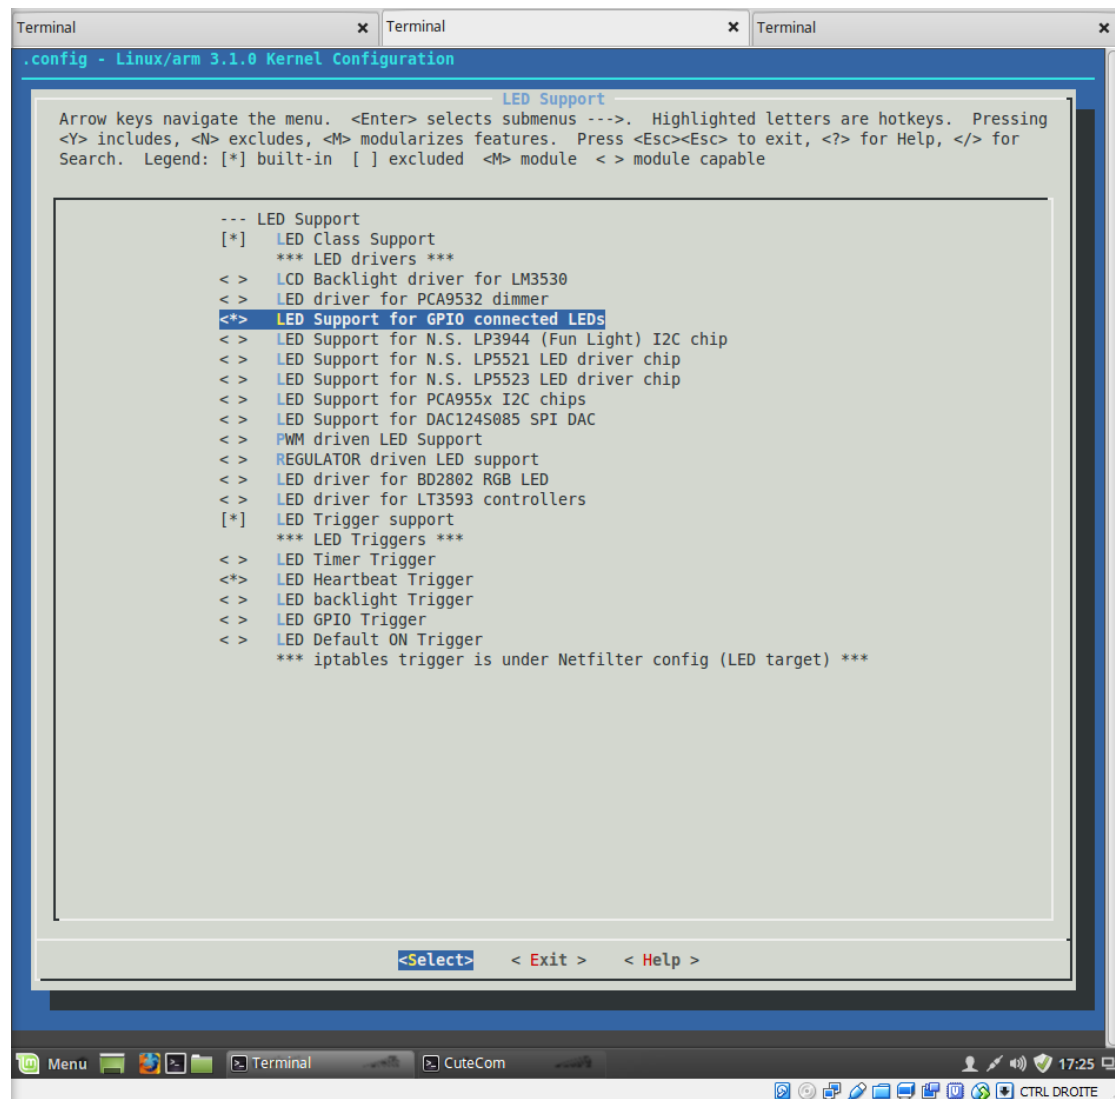 Terminal Terminal Terminal
.config - Linux/arm 3.1.0 Kernel Configuration
LED Support
Arrow keys navigate the menu. <Enter> selects submenus --->. Highlighted letters are hotkeys. Pressing
<Y> includes, <N> excludes, <M> modularizes features. Press <Esc><Esc> to exit, <?> for Help, </> for
Search. Legend: [*] built-in [ ] excluded <M> module < > module capable
--- LED Support
[*] LED Class Support
*** LED drivers ***
< > LCD Backlight driver for LM3530
< > LED driver for PCA9532 dimmer
<*> LED Support for GPIO connected LEDs
< > LED Support for N.S. LP3944 (Fun Light) I2C chip
< > LED Support for N.S. LP5521 LED driver chip
< > LED Support for N.S. LP5523 LED driver chip
< > LED Support for PCA955x I2C chips
< > LED Support for DAC124S085 SPI DAC
< > PWM driven LED Support
< > REGULATOR driven LED support
< > LED driver for BD2802 RGB LED
< > LED driver for LT3593 controllers
[*] LED Trigger support
*** LED Triggers ***
< > LED Timer Trigger
<*> LED Heartbeat Trigger
< > LED backlight Trigger
< > LED GPIO Trigger
< > LED Default ON Trigger
*** iptables trigger is under Netfilter config (LED target) ***
<Select> < Exit > < Help >
Menu Terminal CuteCom 17:25
CTRL DROITE